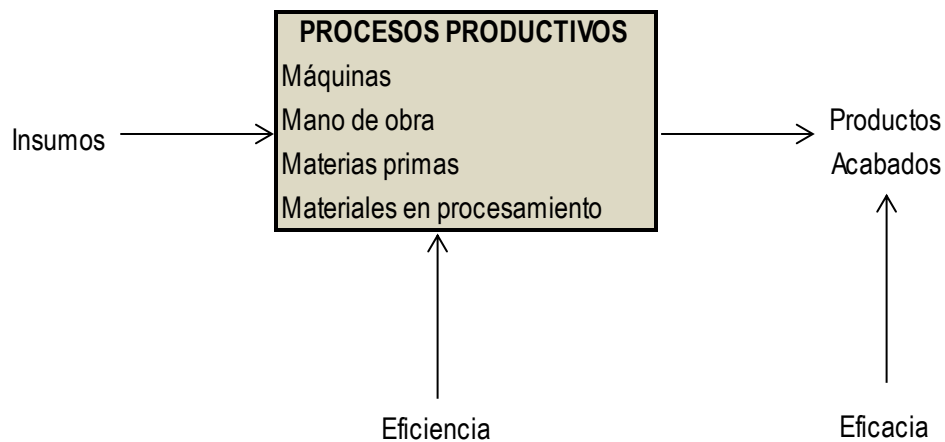 PROCESOS PRODUCTIVOS
Máquinas
Mano de obra
Materias primas
Materiales en procesamiento
Insumos
Productos
Acabados
Eficiencia
Eficacia